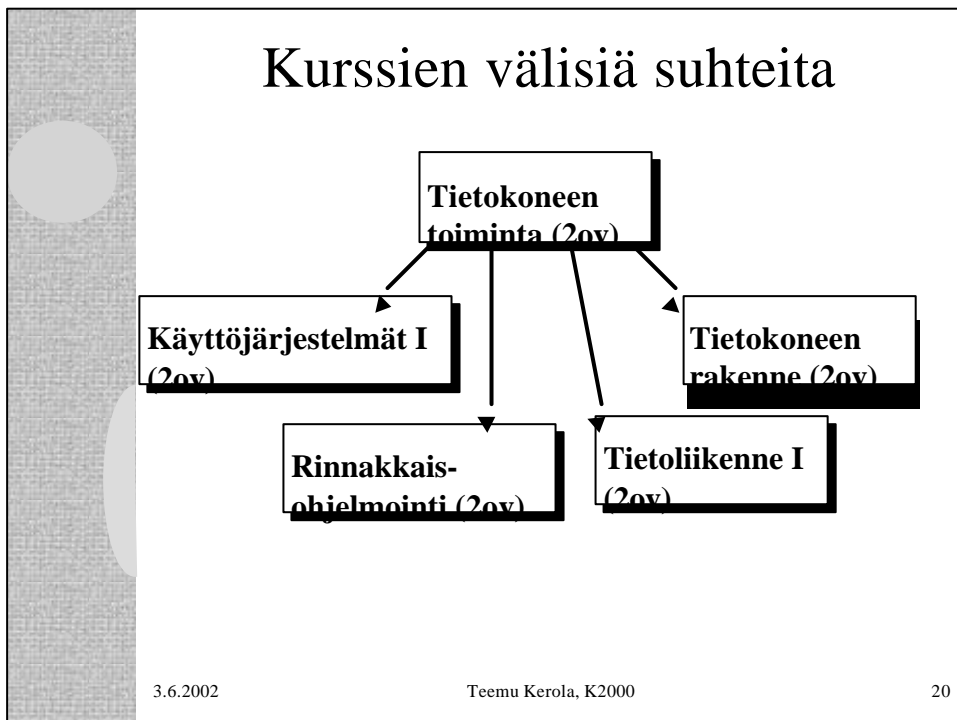 Kurssien välisiä suhteita
Tietokoneen
toiminta (2ov)
Käyttöjärjestelmät I
(2ov)
Tietokoneen
rakenne (2ov)
Rinnakkais-
ohjelmointi (2ov)
Tietoliikenne I
(2ov)
3.6.2002
Teemu Kerola, K2000
20